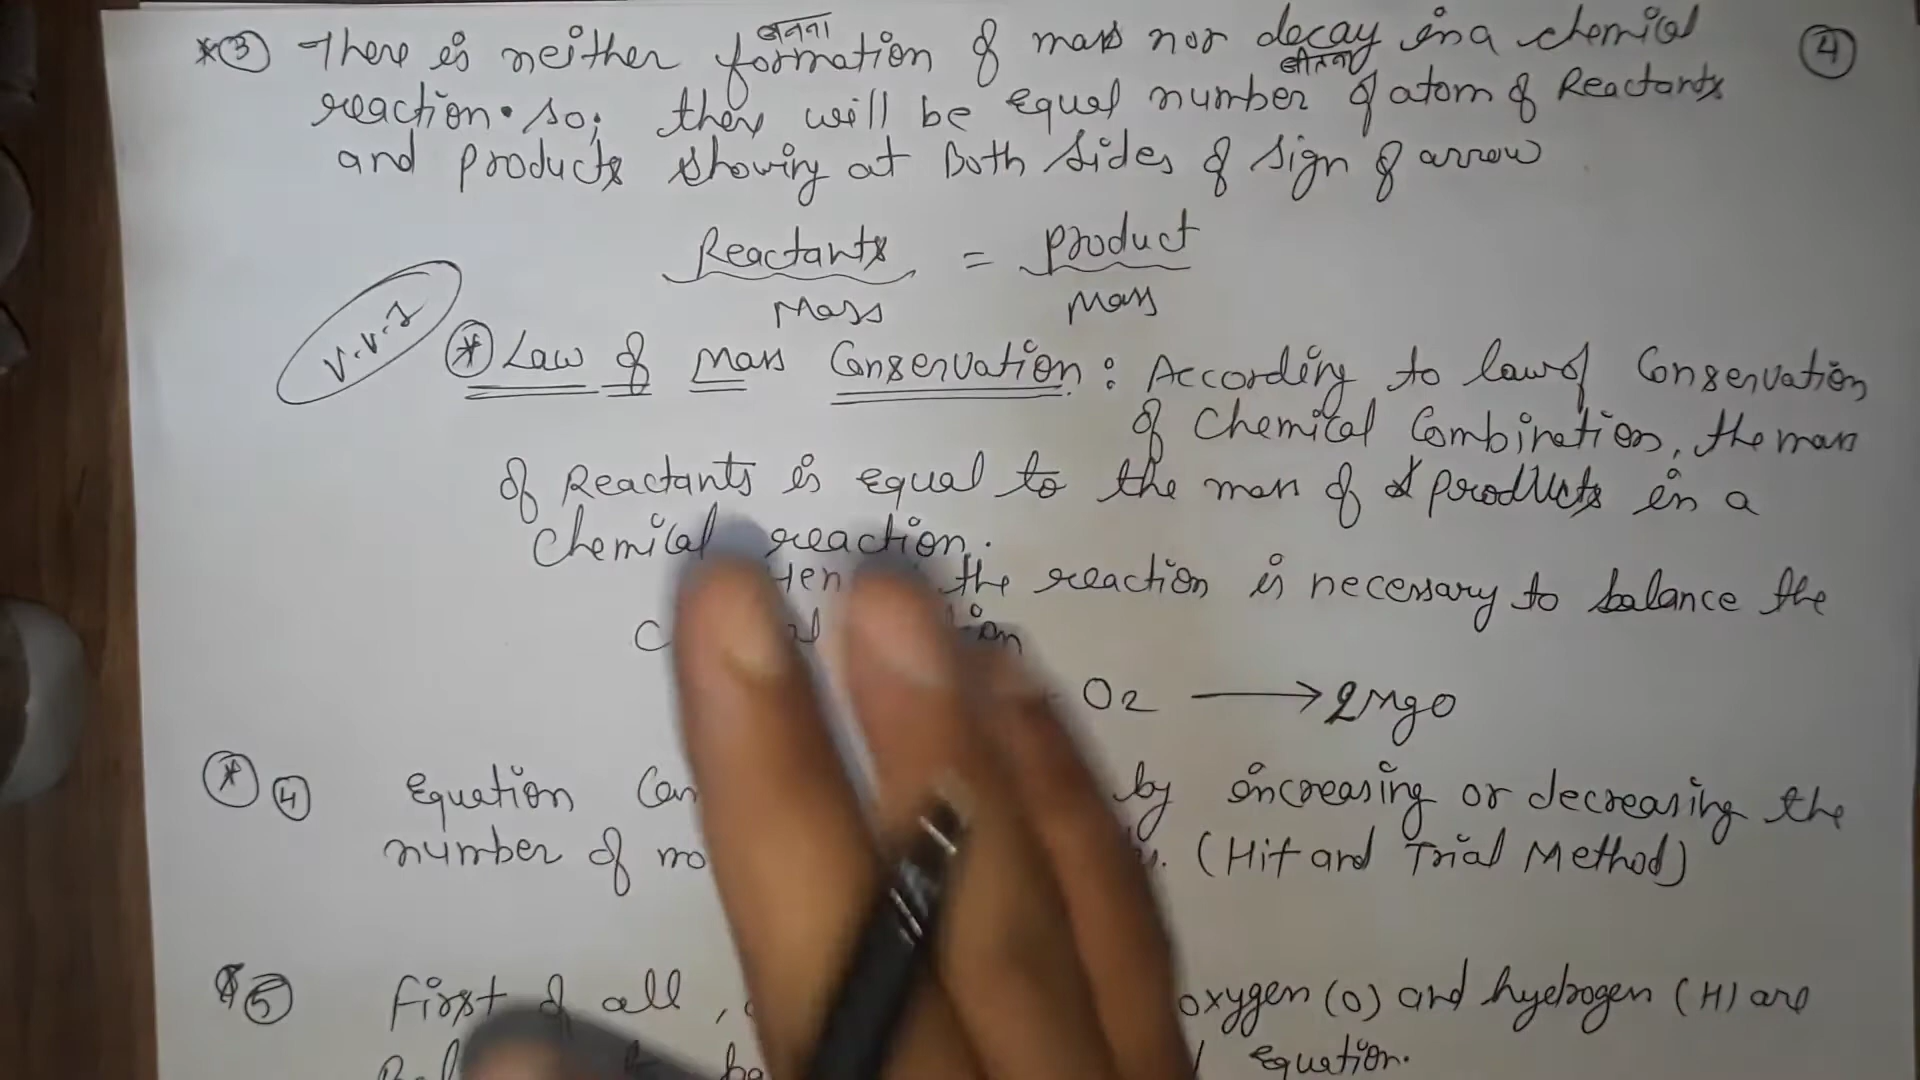 *③ There is neither formation of mass nor decay in a chemical ④
बनना
reaction. so; they will be equal number of atom of Reactants
and products showing at Both sides of sign of arrow
Reactants = product
Mass Mass
V.V.I
* Law of Mass Conservation : According to law of Conservation
of Chemical Combination, the mass
of Reactants is equal to the mass of products in a
chemical reaction.
the reaction is necessary to balance the
O2 ⟶ 2MgO
* ④ Equation Can by increasing or decreasing the
number of (Hit and Trial Method)
⑤ First of all, oxygen (O) and hydrogen (H) are
Equation.